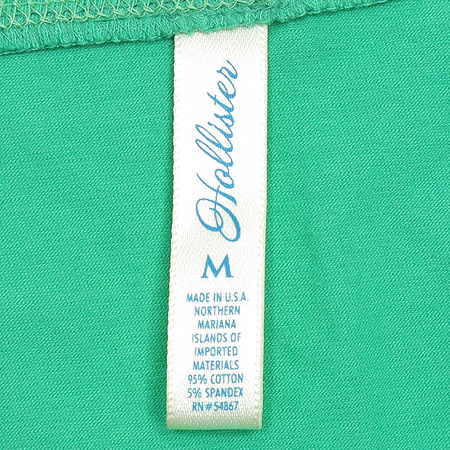 Hollister
M
MADE IN U.S.A.
NORTHERN
MARIANA
ISLANDS OF
IMPORTED
MATERIALS
95% COTTON
5% SPANDEX
RN #54867